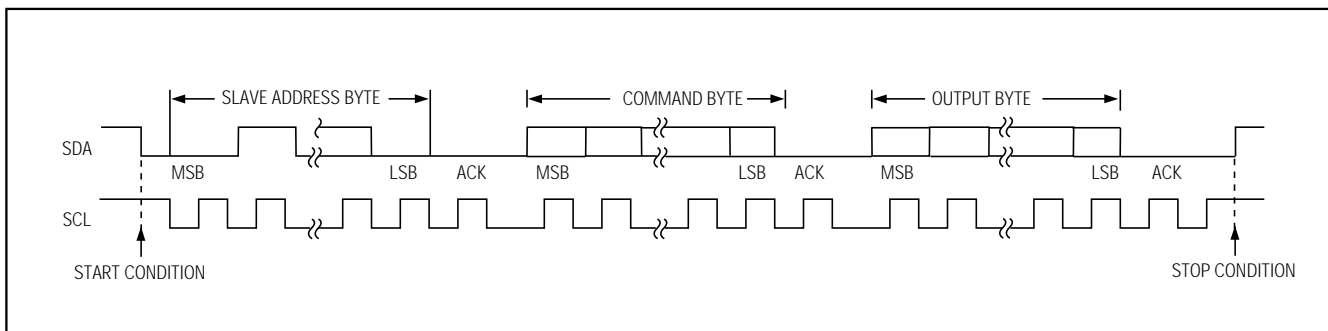 SLAVE ADDRESS BYTE COMMAND BYTE OUTPUT BYTE
SDA
MSB LSB ACK MSB LSB ACK MSB LSB ACK
SCL
START CONDITION STOP CONDITION